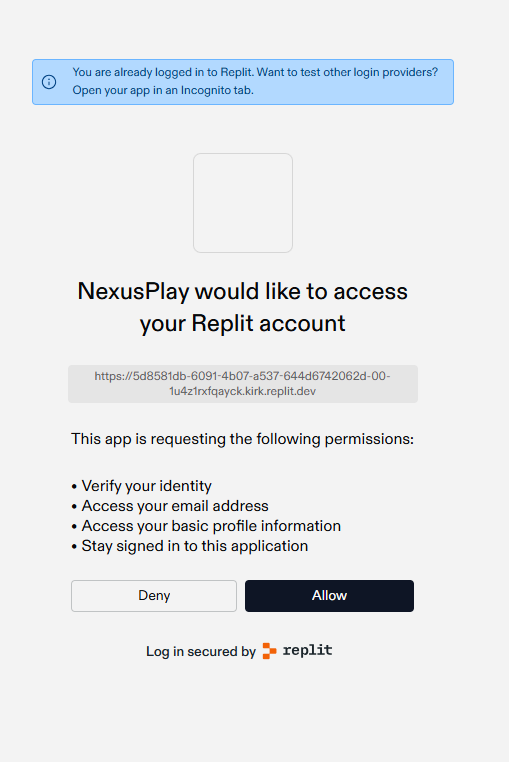 You are already logged in to Replit. Want to test other login providers?
Open your app in an Incognito tab.
NexusPlay would like to access
your Replit account
https://5d8581db-6091-4b07-a537-644d6742062d-00-
1u4z1rxfqayck.kirk.replit.dev
This app is requesting the following permissions:
• Verify your identity
• Access your email address
• Access your basic profile information
• Stay signed in to this application
Deny
Allow
Log in secured by replit